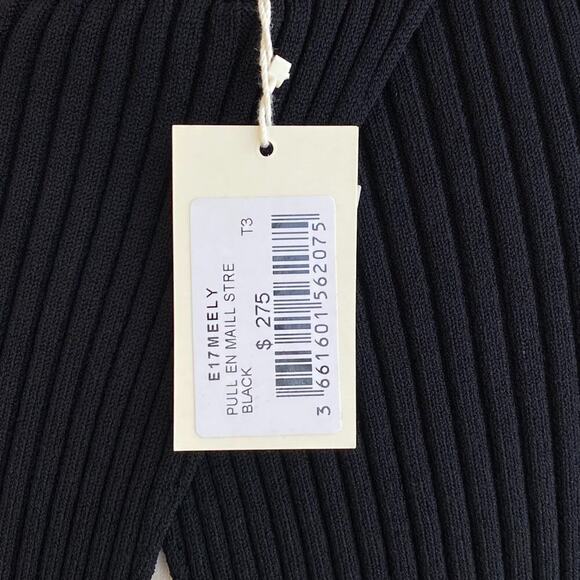 E17MEELY
PULL EN MAILL STRE T3
BLACK
$ 275
3 661601 562075